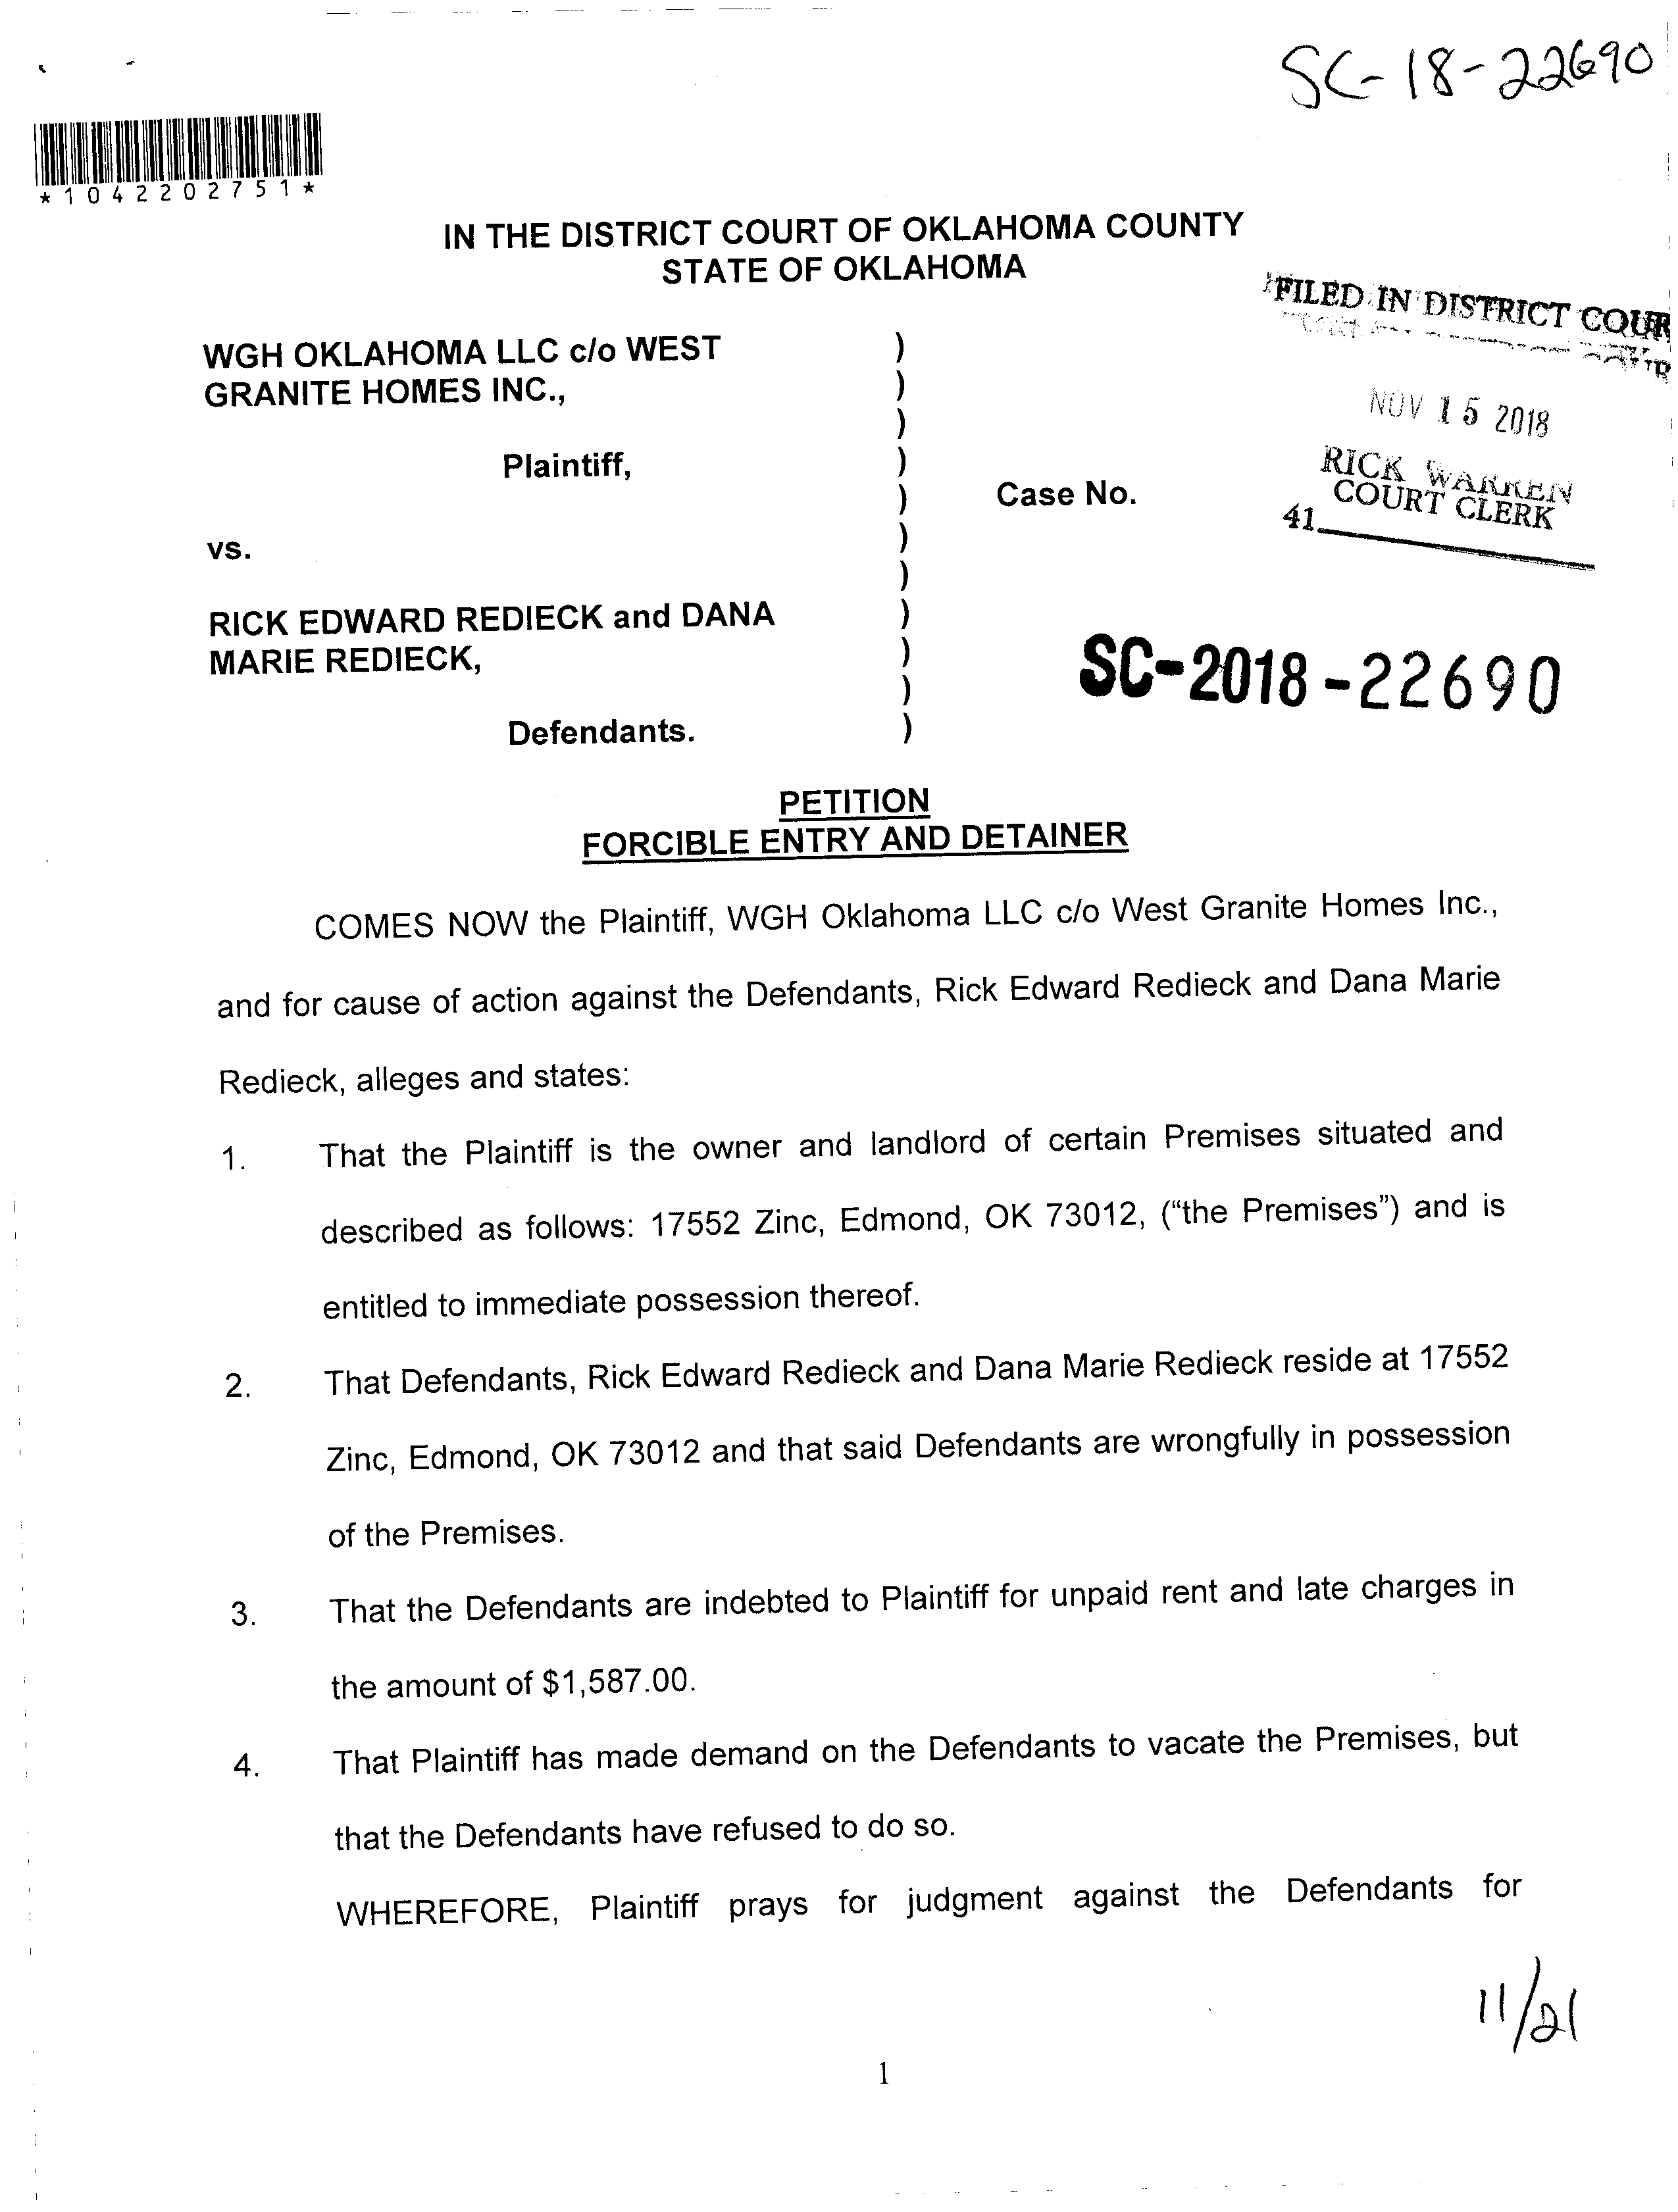 SC-18-22690
*1042202751*
IN THE DISTRICT COURT OF OKLAHOMA COUNTY
STATE OF OKLAHOMA
FILED IN DISTRICT COUR
WGH OKLAHOMA LLC c/o WEST )
GRANITE HOMES INC., )
)
NOV 15 2018
Plaintiff, )
RICK WARREN
COURT CLERK
) Case No.
41
vs. )
)
RICK EDWARD REDIECK and DANA )
MARIE REDIECK, )
SC-2018-22690
)
Defendants. )
PETITION
FORCIBLE ENTRY AND DETAINER
COMES NOW the Plaintiff, WGH Oklahoma LLC c/o West Granite Homes Inc.,
and for cause of action against the Defendants, Rick Edward Redieck and Dana Marie
Redieck, alleges and states:
1. That the Plaintiff is the owner and landlord of certain Premises situated and
described as follows: 17552 Zinc, Edmond, OK 73012, (“the Premises”) and is
entitled to immediate possession thereof.
2. That Defendants, Rick Edward Redieck and Dana Marie Redieck reside at 17552
Zinc, Edmond, OK 73012 and that said Defendants are wrongfully in possession
of the Premises.
3. That the Defendants are indebted to Plaintiff for unpaid rent and late charges in
the amount of $1,587.00.
4. That Plaintiff has made demand on the Defendants to vacate the Premises, but
that the Defendants have refused to do so.
WHEREFORE, Plaintiff prays for judgment against the Defendants for
11/21
1